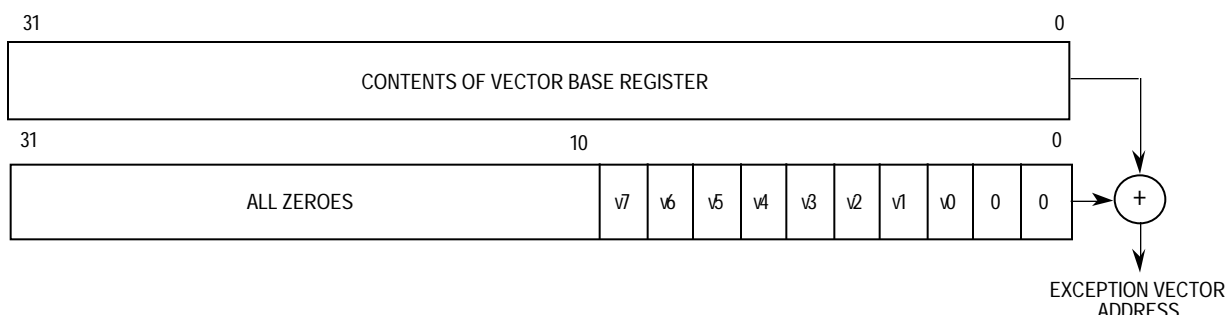 31 0
CONTENTS OF VECTOR BASE REGISTER
31 10 0
ALL ZEROES v7 v6 v5 v4 v3 v2 v1 v0 0 0 +
EXCEPTION VECTOR
ADDRESS